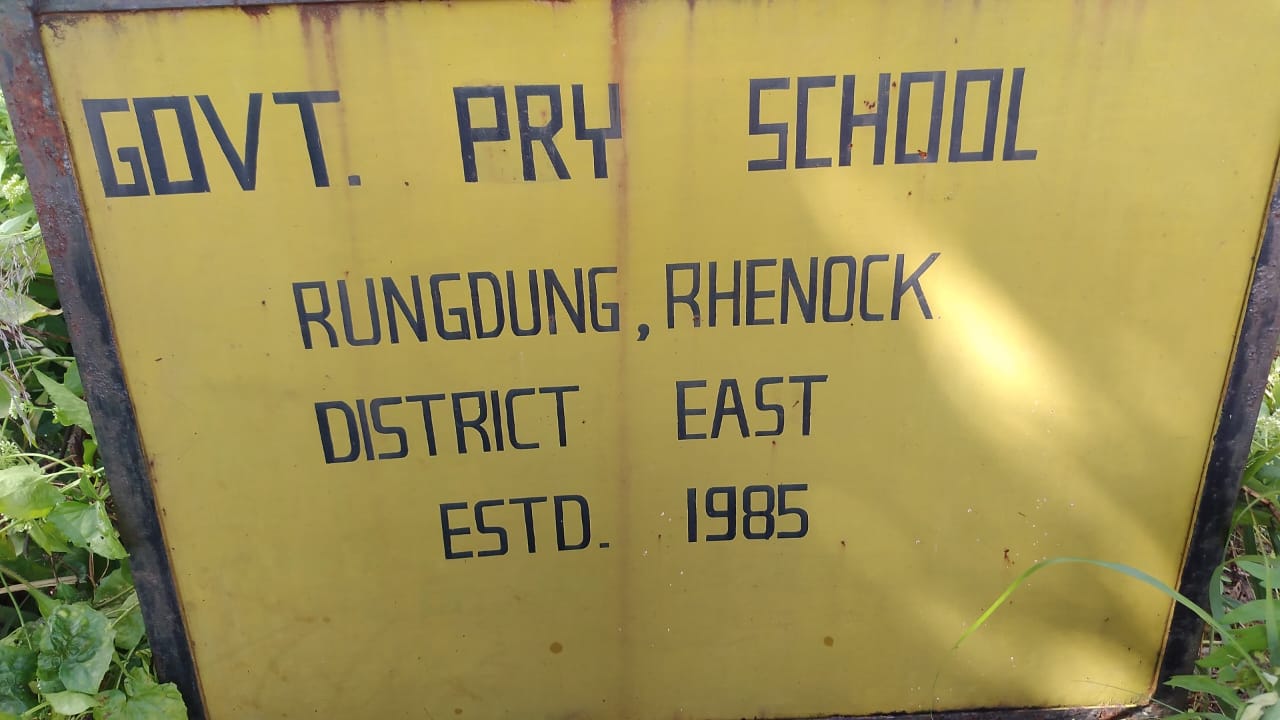 GOVT. PRY SCHOOL
RUNGDUNG, RHENOCK
DISTRICT EAST
ESTD. 1985